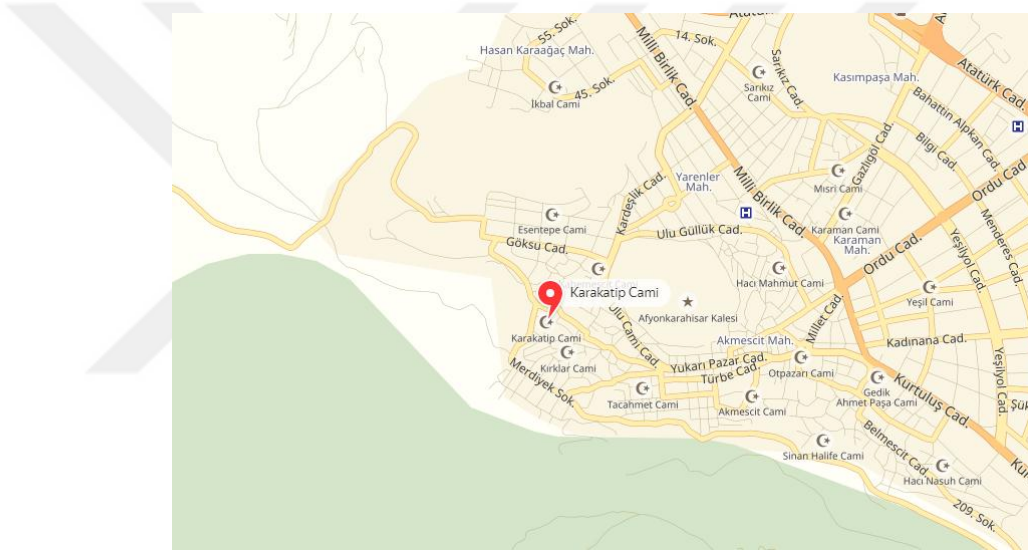 Atatürk
55. Sok.
14. Sok.
Hasan Karaağaç Mah.
Milli Birlik Cad.
Sarıkız Cad.
Kasımpaşa Mah.
Atatürk Cad.
45. Sok.
İkbal Cami
Sarıkız
Cami
Bahattin Alpkan Cad.
Bilgi Cad.
Gazlıgöl Cad.
Ordu Cad
Yarenler
Mah.
Mısri Cami
Kardeşlik Cad.
Milli Birlik Cad.
Menderes Cad.
Esentepe Cami
Ulu Güllük Cad.
Karaman Cami
Karaman
Mah.
Yeşilyol Cad.
Göksu Cad.
Ordu Cad.
Hacı Mahmut Cami
Karakatip Cami
Yeşil Cami
Ulu Cami Cad.
Afyonkarahisar Kalesi
Millet Cad.
Karakatip Cami
Akmescit Mah.
Kadınana Cad.
Kırklar Cami
Yukarı Pazar Cad.
Türbe Cad.
Otpazarı Cami
Yeşilyol Cad.
Merdiyek Sok.
Gedik
Ahmet Paşa Cami
Kurtuluş Cad.
Tacahmet Cami
Akmescit Cami
Şük
Belmescit Cad.
Sinan Halife Cami
Hacı Nasuh Cami
Ku
209. Sok.